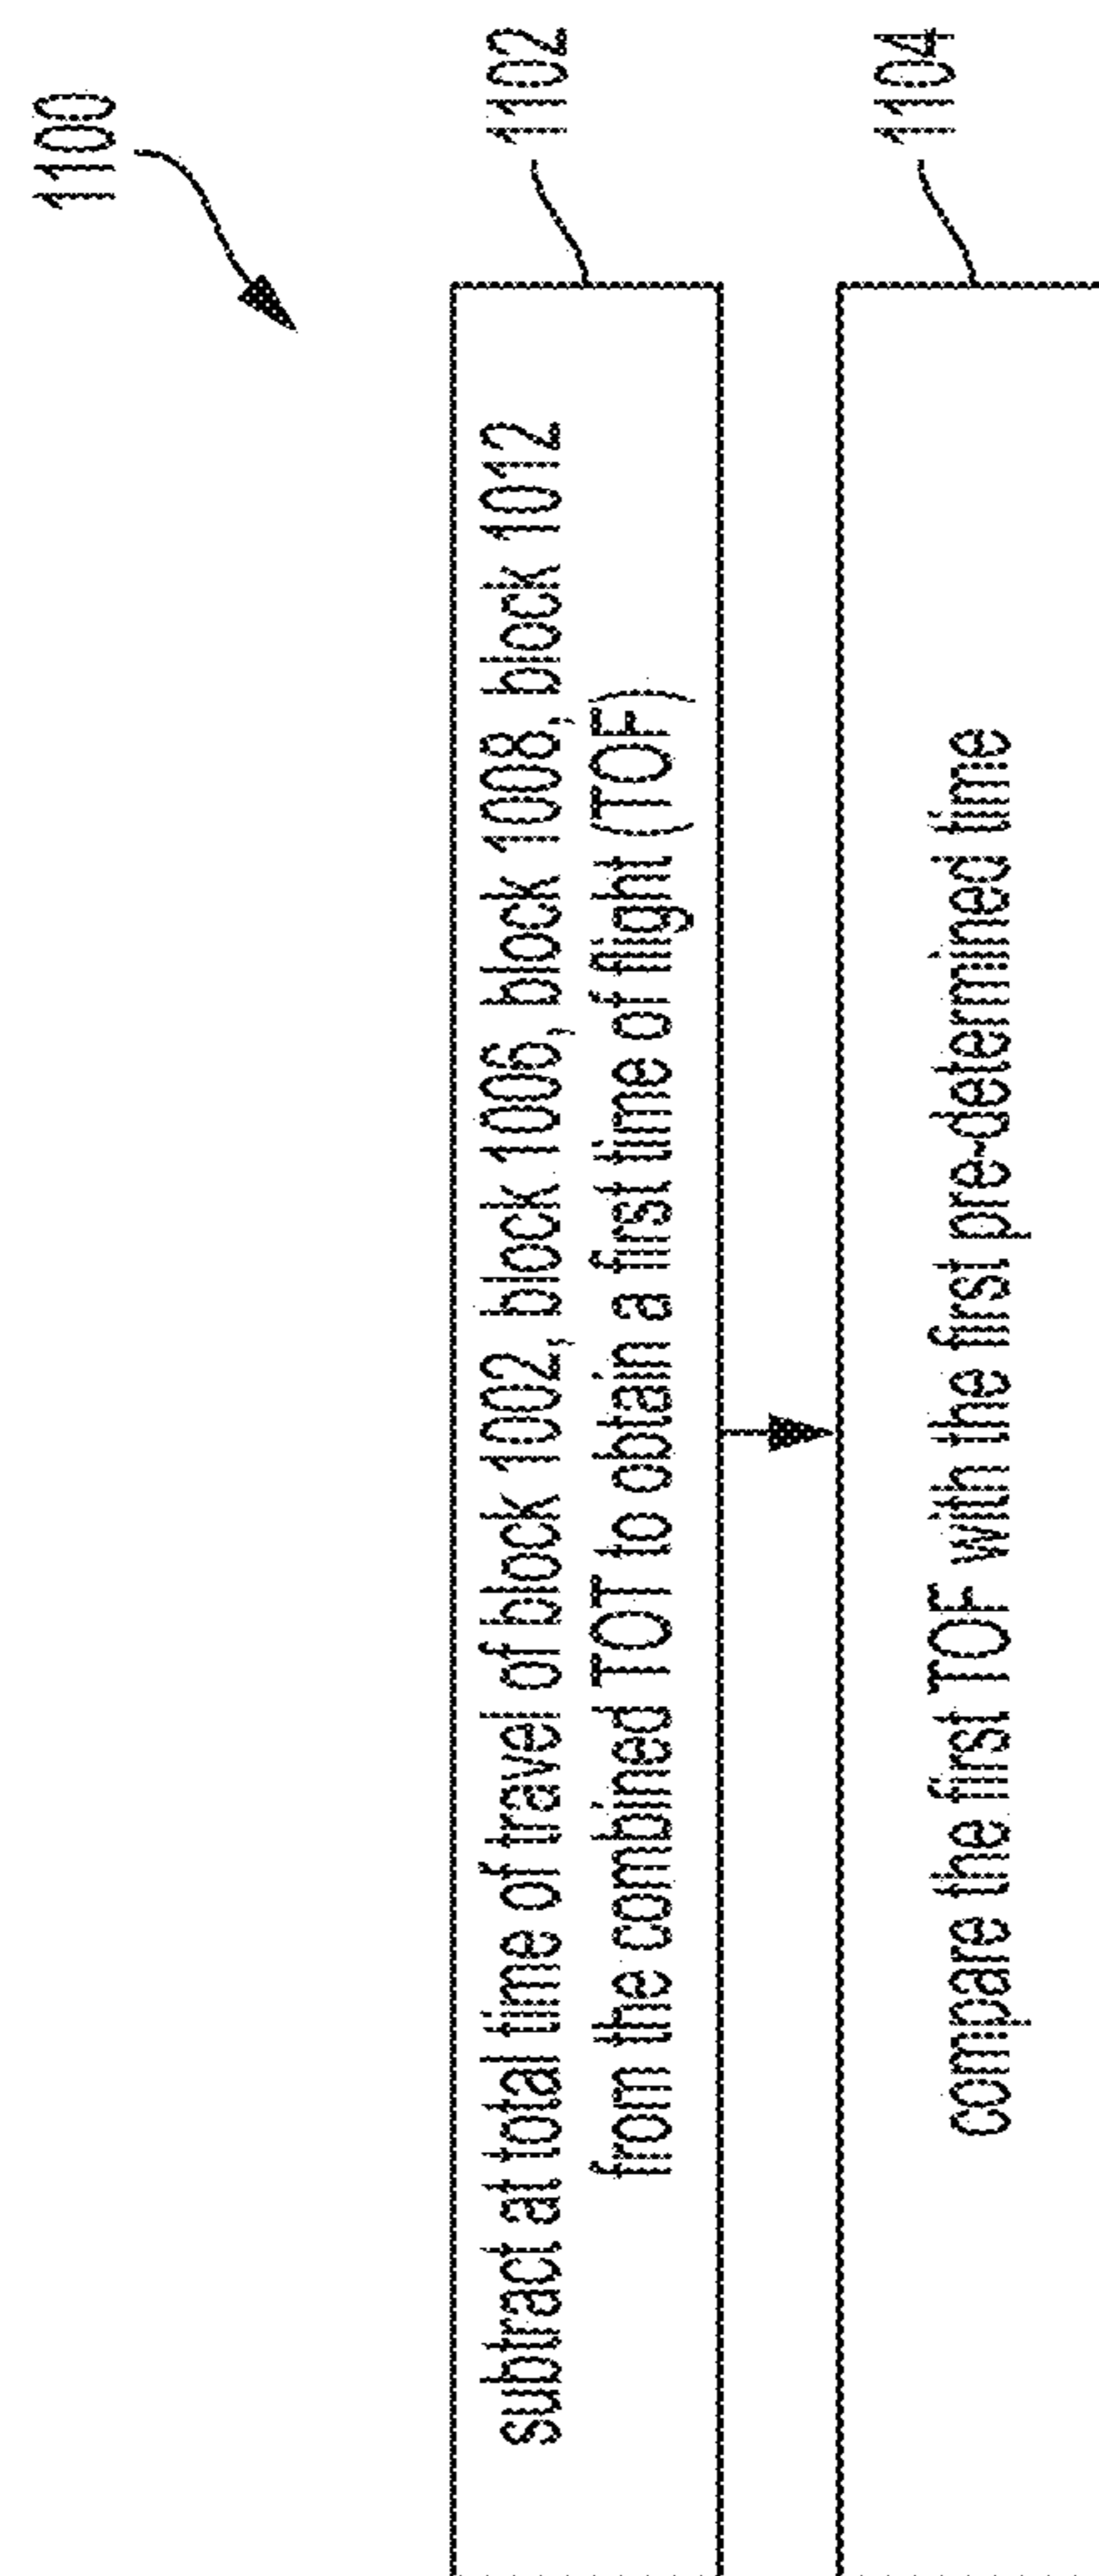 1100
1102
subtract at total time of travel of block 1002, block 1006, block 1008, block 1012
from the combined TOT to obtain a first time of flight (TOF)
1104
compare the first TOF with the first pre-determined time